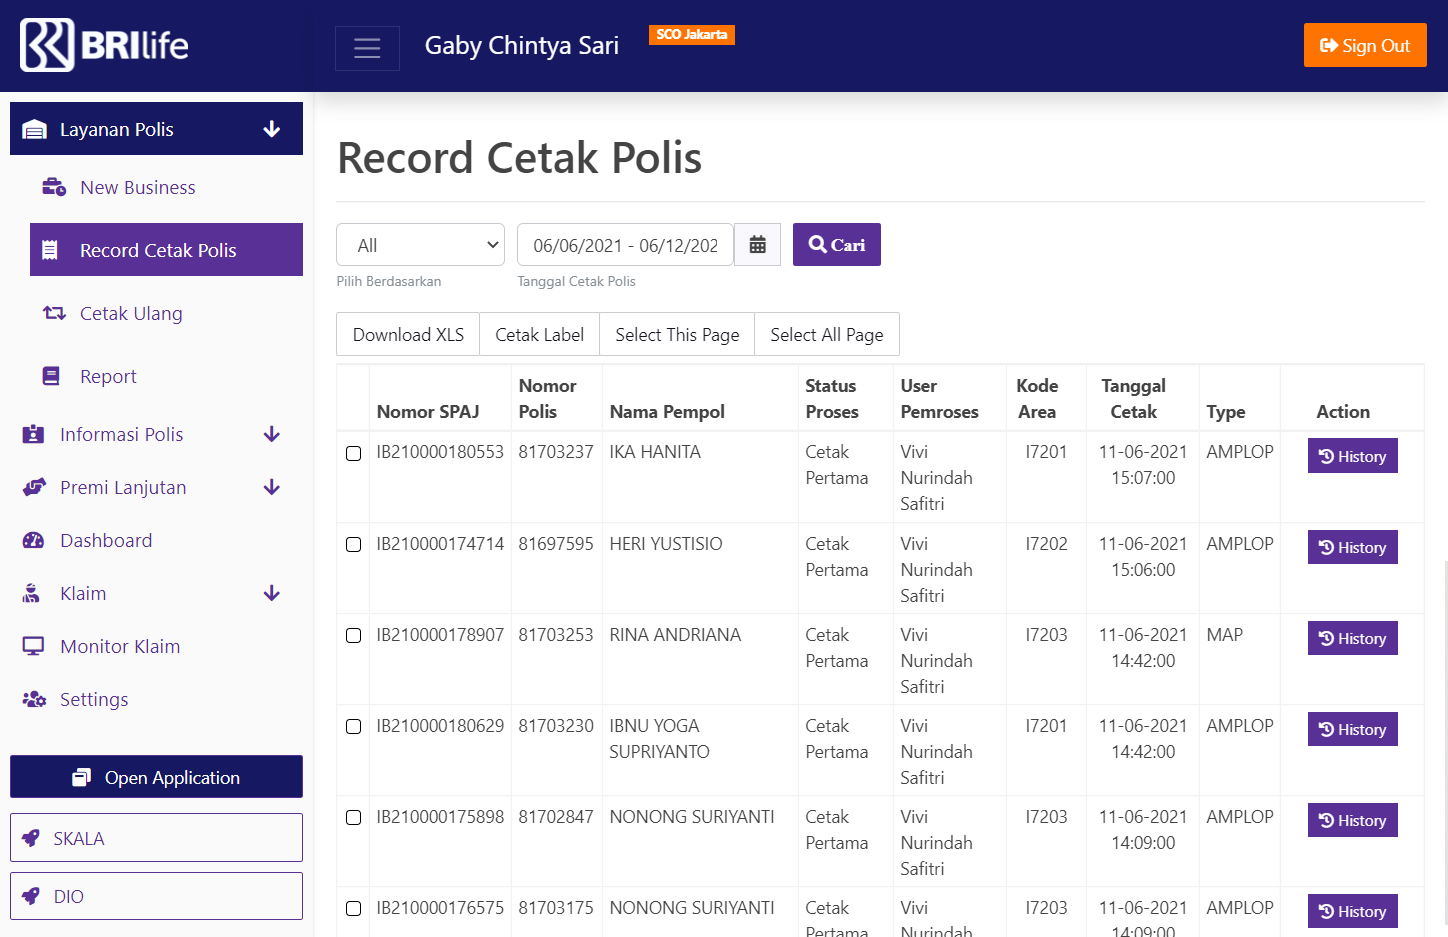 BRIlife
Gaby Chintya Sari
SCO Jakarta
Sign Out
Layanan Polis
New Business
Record Cetak Polis
Cetak Ulang
Report
Informasi Polis
Premi Lanjutan
Dashboard
Klaim
Monitor Klaim
Settings
Open Application
SKALA
DIO
Record Cetak Polis
All
06/06/2021 - 06/12/202
Cari
Pilih Berdasarkan
Tanggal Cetak Polis
Download XLS Cetak Label Select This Page Select All Page
Nomor SPAJ Nomor Polis Nama Pempol Status Proses User Pemroses Kode Area Tanggal Cetak Type Action
IB210000180553 81703237 IKA HANITA Cetak Pertama Vivi Nurindah Safitri I7201 11-06-2021 15:07:00 AMPLOP History
IB210000174714 81697595 HERI YUSTISIO Cetak Pertama Vivi Nurindah Safitri I7202 11-06-2021 15:06:00 AMPLOP History
IB210000178907 81703253 RINA ANDRIANA Cetak Pertama Vivi Nurindah Safitri I7203 11-06-2021 14:42:00 MAP History
IB210000180629 81703230 IBNU YOGA SUPRIYANTO Cetak Pertama Vivi Nurindah Safitri I7201 11-06-2021 14:42:00 AMPLOP History
IB210000175898 81702847 NONONG SURIYANTI Cetak Pertama Vivi Nurindah Safitri I7203 11-06-2021 14:09:00 AMPLOP History
IB210000176575 81703175 NONONG SURIYANTI Cetak Pertama Vivi Nurindah I7203 11-06-2021 14:09:00 AMPLOP History